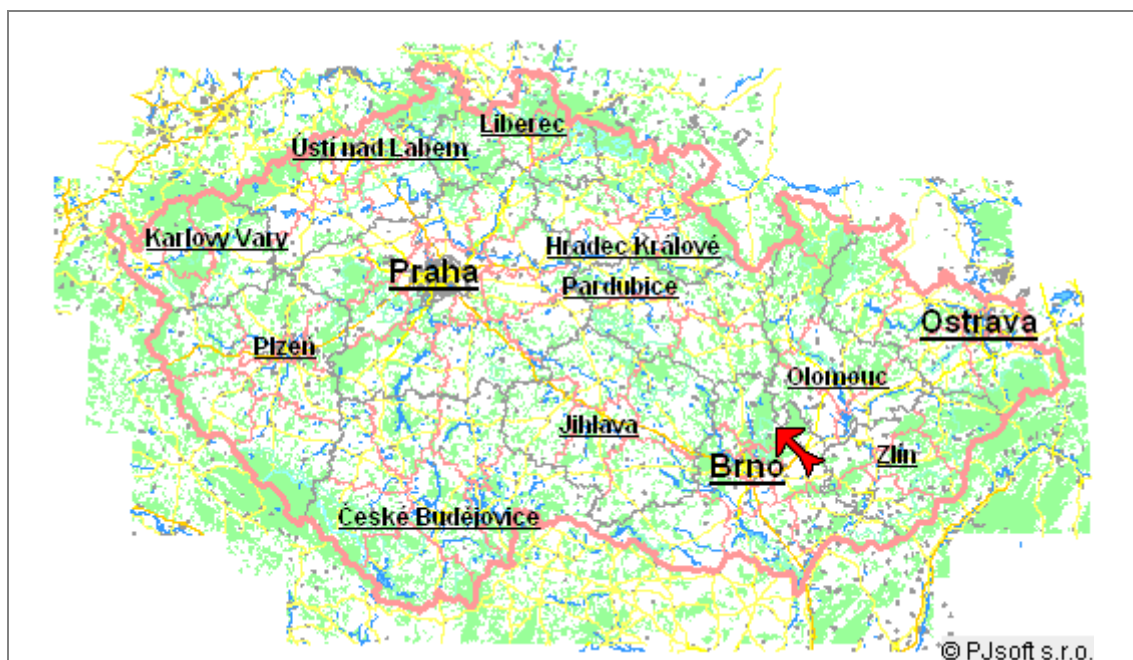 Liberec
Ústí nad Labem
Karlovy Vary
Hradec Králové
Praha
Pardubice
Ostrava
Plzeň
Olomouc
Jihlava
Zlín
Brno
České Budějovice
© PJsoft s.r.o.